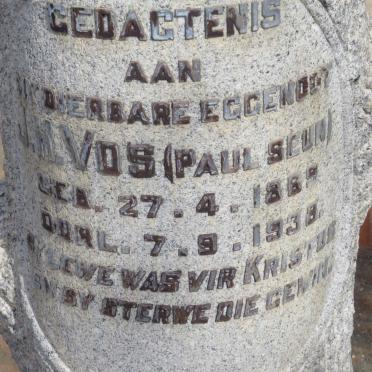 GEDACTENIS
AAN
DIERBARE EGGENOOT
VOS (PAUL SEUN)
GEB. 27. 4. 1869
OORL. 7. 9. 1938.
LEWE WAS VIR KRISTUS
EN SY STERWE DIE GEWIN